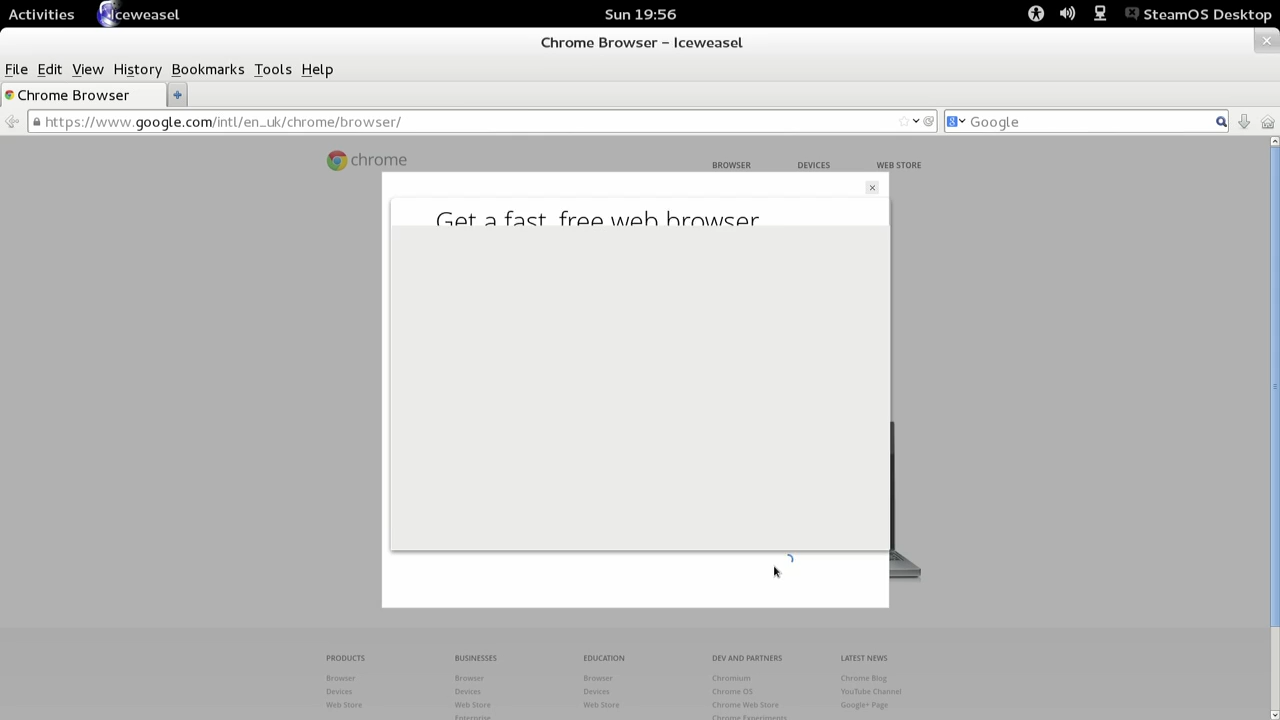 Activities Iceweasel Sun 19:56 SteamOS Desktop
Chrome Browser – Iceweasel
File Edit View History Bookmarks Tools Help
Chrome Browser
https://www.google.com/intl/en_uk/chrome/browser/ Google
chrome BROWSER DEVICES WEB STORE
Get a fast, free web browser
PRODUCTS BUSINESSES EDUCATION DEV AND PARTNERS LATEST NEWS
Browser Browser Browser Chromium Chrome Blog
Devices Devices Devices Chrome OS YouTube Channel
Web Store Web Store Web Store Chrome Web Store Google+ Page
Enterprise Chrome Experiments